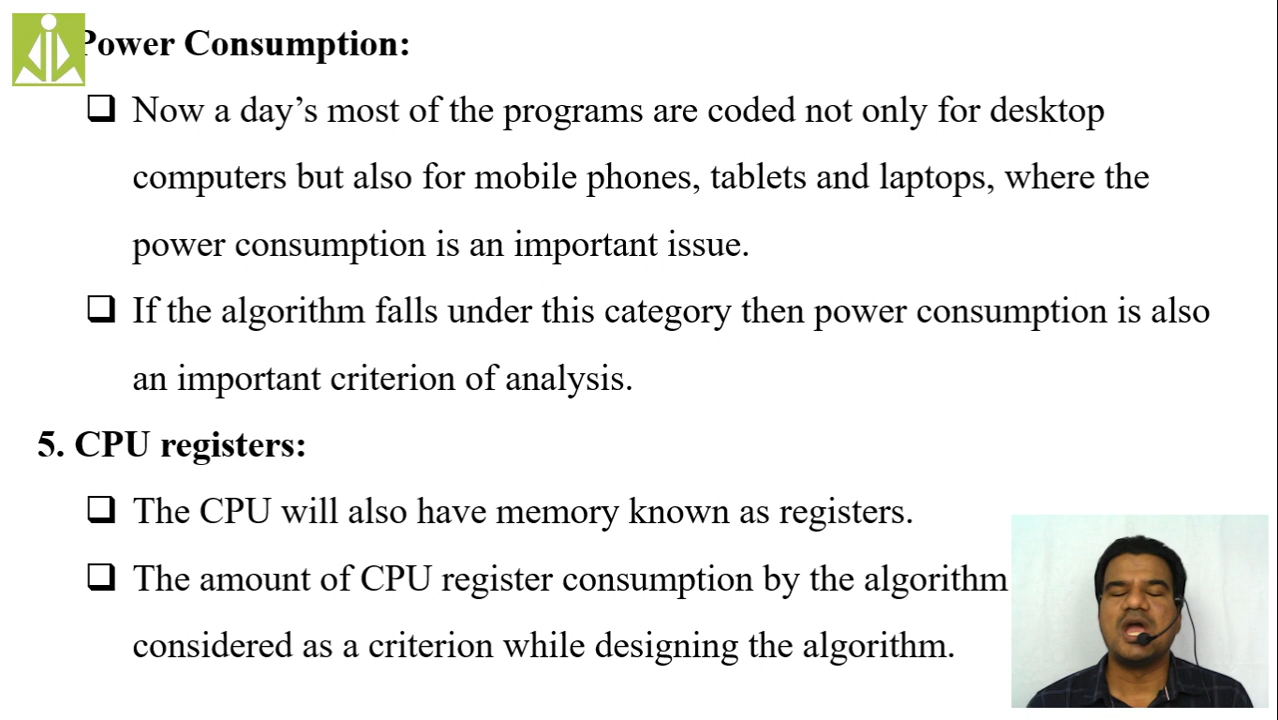 Power Consumption:
❑ Now a day's most of the programs are coded not only for desktop
computers but also for mobile phones, tablets and laptops, where the
power consumption is an important issue.
❑ If the algorithm falls under this category then power consumption is also
an important criterion of analysis.
5. CPU registers:
❑ The CPU will also have memory known as registers.
❑ The amount of CPU register consumption by the algorithm
considered as a criterion while designing the algorithm.